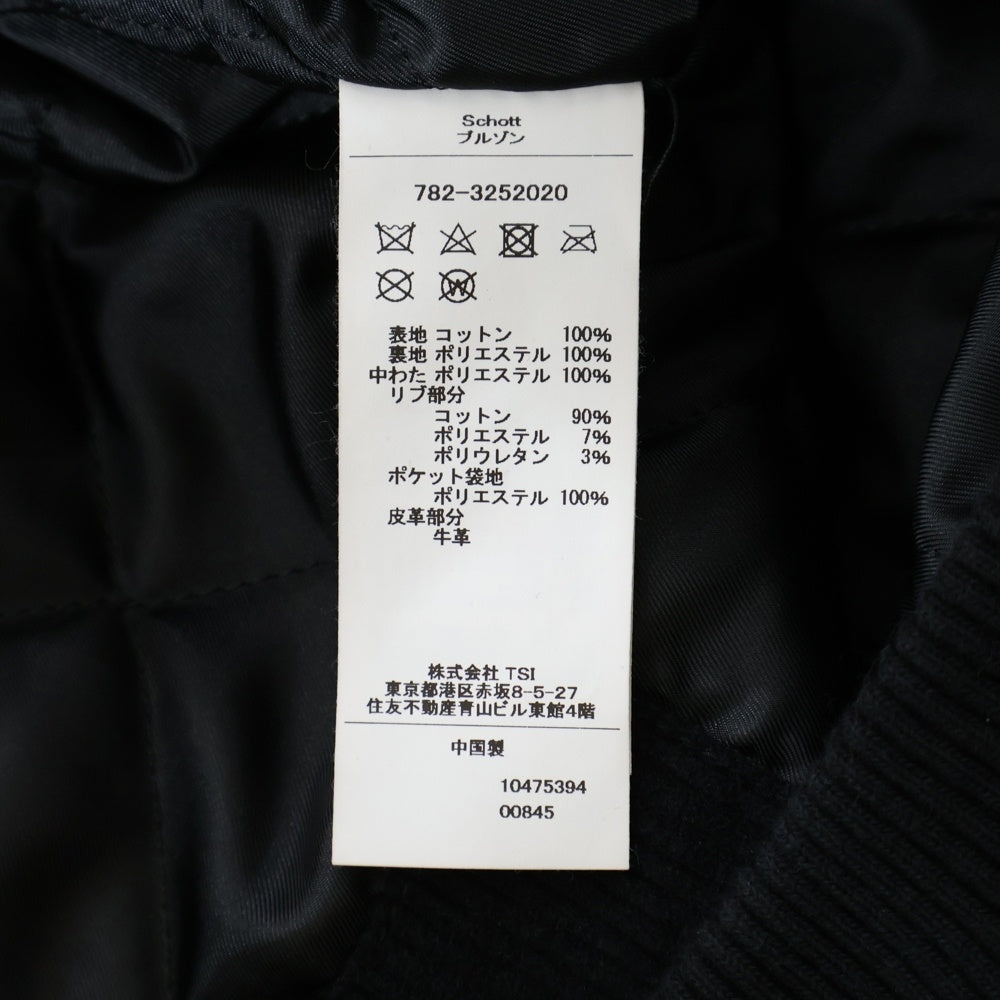 Schott
ブルゾン
782-3252020
表地 コットン 100%
裏地 ポリエステル 100%
中わた ポリエステル 100%
リブ部分
コットン 90%
ポリエステル 7%
ポリウレタン 3%
ポケット袋地
ポリエステル 100%
皮革部分
牛革
株式会社 TSI
東京都港区赤坂8-5-27
住友不動産青山ビル東館4階
中国製
10475394
00845